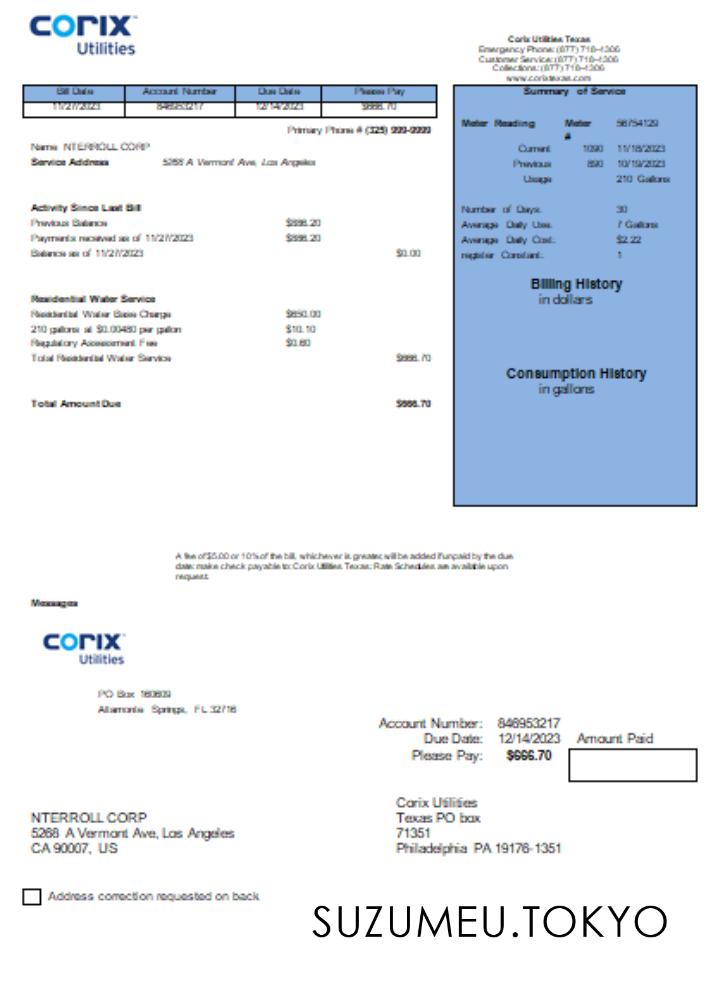 CORIX
Utilities
Corix Utilities Texas
Emergency Phone: (877) 718-4306
Customer Service: (877) 718-4306
Collections: (877) 718-4306
www.corixtexas.com
Bill Date Account Number Due Date Please Pay
11/27/2023 846953217 12/14/2023 $666.70
Primary Phone # (325) 999-9999
Name NTERROLL CORP
Service Address 5268 A Vermont Ave, Los Angeles
Activity Since Last Bill
Previous Balance
Payments received as of 11/27/2023
Balance as of 11/27/2023 $0.00
Residential Water Service
Residential Water Base Charge $650.00
210 gallons at $0.00480 per gallon $10.10
Regulatory Assessment Fee $0.60
Total Residential Water Service $666.70
Total Amount Due $666.70
Summary of Service
Meter Reading Meter # 56754129
Current 1090 11/18/2023
Previous 890 10/19/2023
Usage 210 Gallons
Number of Days: 30
Average Daily Use: 7 Gallons
Average Daily Cost: $2.22
register Constant: 1
Billing History
in dollars
Consumption History
in gallons
A fee of $5.00 or 10% of the bill, whichever is greater, will be added if unpaid by the due
date: make check payable to: Corix Utilities Texas: Rate Schedules are available upon
request.
Messages
CORIX
Utilities
PO Box 160609
Altamonte Springs, FL 32716
Account Number: 846953217
Due Date: 12/14/2023 Amount Paid
Please Pay: $666.70
NTERROLL CORP
5268 A Vermont Ave, Los Angeles
CA 90007, US
Corix Utilities
Texas PO box
71351
Philadelphia PA 19176-1351
Address correction requested on back
SUZUMEU.TOKYO